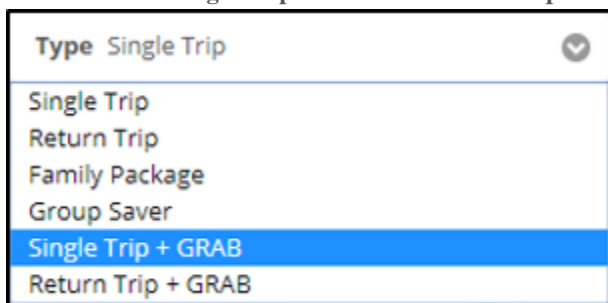 Type Single Trip
Single Trip
Return Trip
Family Package
Group Saver
Single Trip + GRAB
Return Trip + GRAB